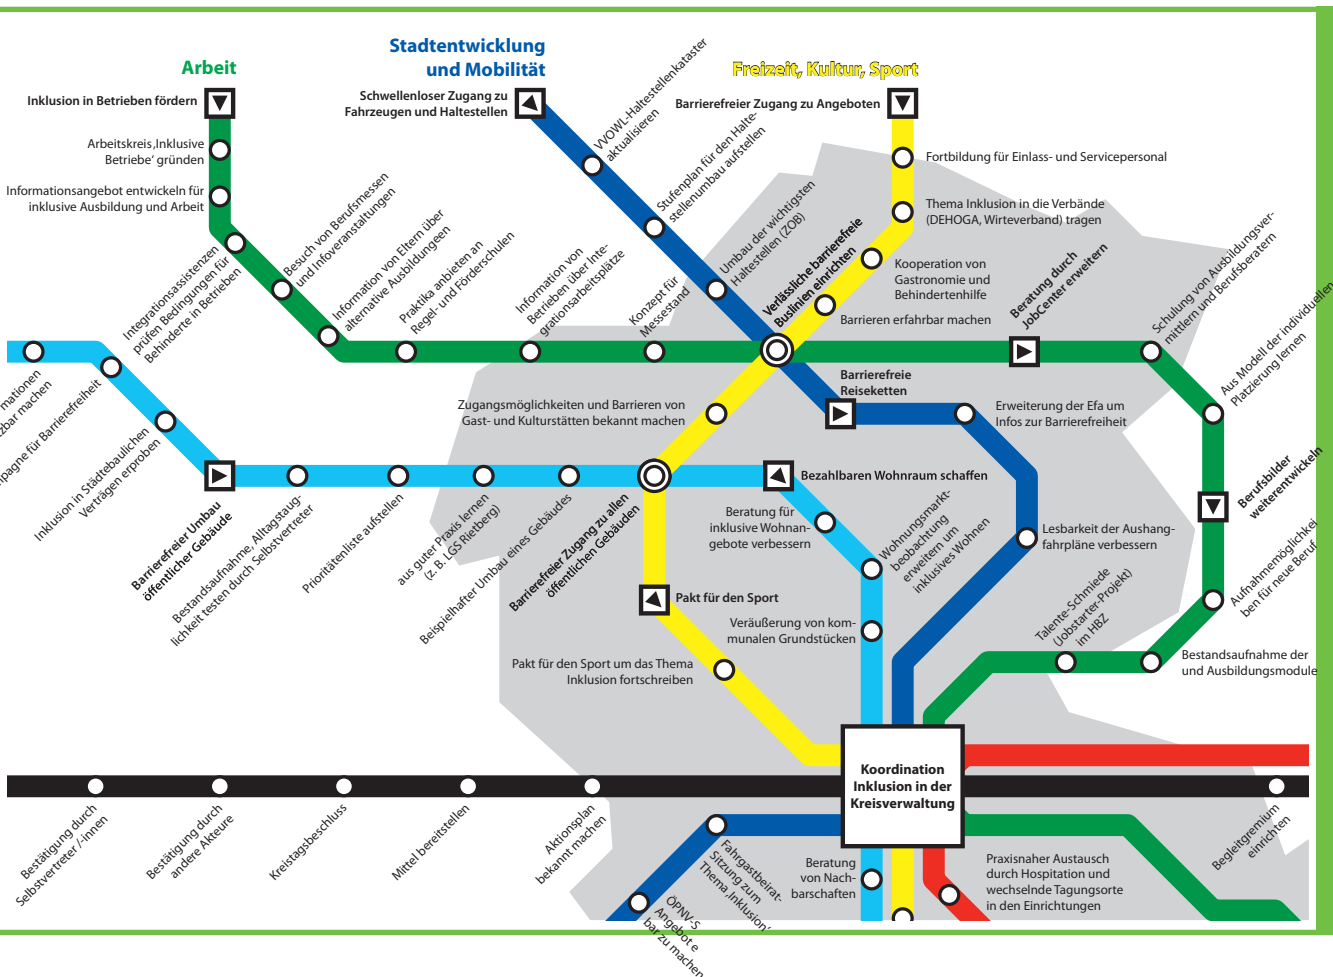 Arbeit
Stadtentwicklung
und Mobilität
Freizeit, Kultur, Sport
Inklusion in Betrieben fördern
Schwellenloser Zugang zu
Fahrzeugen und Haltestellen
Barrierefreier Zugang zu Angeboten
Arbeitskreis ‚Inklusive
Betriebe‘ gründen
Informationsangebot entwickeln für
inklusive Ausbildung und Arbeit
Integrationsassistenzen
prüfen Bedingungen für
Behinderte in Betrieben
Besuch von Berufsmessen
und Infoveranstaltungen
Information von Eltern über
alternative Ausbildungen
Praktika anbieten an
Regel- und Förderschulen
Information von
Betrieben über Inte-
grationsarbeitsplätze
Konzept für
Messestand
VVOWL-Haltestellenkataster
aktualisieren
Stufenplan für den Halte-
stellenumbau aufstellen
Umbau der wichtigsten
Haltestellen (ZOB)
Verlässliche barrierefreie
Buslinien einrichten
Fortbildung für Einlass- und Servicepersonal
Thema Inklusion in die Verbände
(DEHOGA, Wirteverband) tragen
Kooperation von
Gastronomie und
Behindertenhilfe
Barrieren erfahrbar machen
Beratung durch
JobCenter erweitern
Schulung von Ausbildungsver-
mittlern und Berufsberatern
Aus Modell der individuellen
Platzierung lernen
Barrierefreie
Reiseketten
Erweiterung der Efa um
Infos zur Barrierefreiheit
Zugangsmöglichkeiten und Barrieren von
Gast- und Kulturstätten bekannt machen
mationen
zbar machen
mpagne für Barrierefreiheit
Inklusion in Städtebaulichen
Verträgen erproben
Barrierefreier Umbau
öffentlicher Gebäude
Bestandsaufnahme, Alltagstaug-
lichkeit testen durch Selbstvertreter
Prioritätenliste aufstellen
aus guter Praxis lernen
(z. B. LGS Rietberg)
Beispielhafter Umbau eines Gebäudes
Barrierefreier Zugang zu allen
öffentlichen Gebäuden
Bezahlbaren Wohnraum schaffen
Beratung für
inklusive Wohnan-
gebote verbessern
Wohnungsmarkt-
beobachtung
erweitern um
inklusives Wohnen
Lesbarkeit der Aushang-
fahrpläne verbessern
Berufsbilder
weiterentwickeln
Aufnahmemöglichkei
ben für neue Beruf
Talente-Schmiede
(Jobstarter-Projekt)
im HBZ
Bestandsaufnahme der
und Ausbildungsmodule
Pakt für den Sport
Veräußerung von kom-
munalen Grundstücken
Pakt für den Sport um das Thema
Inklusion fortschreiben
Koordination
Inklusion in der
Kreisverwaltung
Bestätigung durch
Selbstvertreter /-innen
Bestätigung durch
andere Akteure
Kreistagsbeschluss
Mittel bereitstellen
Aktionsplan
bekannt machen
Begleitgremium
einrichten
Fahrgastbeirat-
Sitzung zum
Thema ‚Inklusion‘
ÖPNV-S
Angebot e
bar zu machen
Beratung
von Nach-
barschaften
Praxisnaher Austausch
durch Hospitation und
wechselnde Tagungsorte
in den Einrichtungen